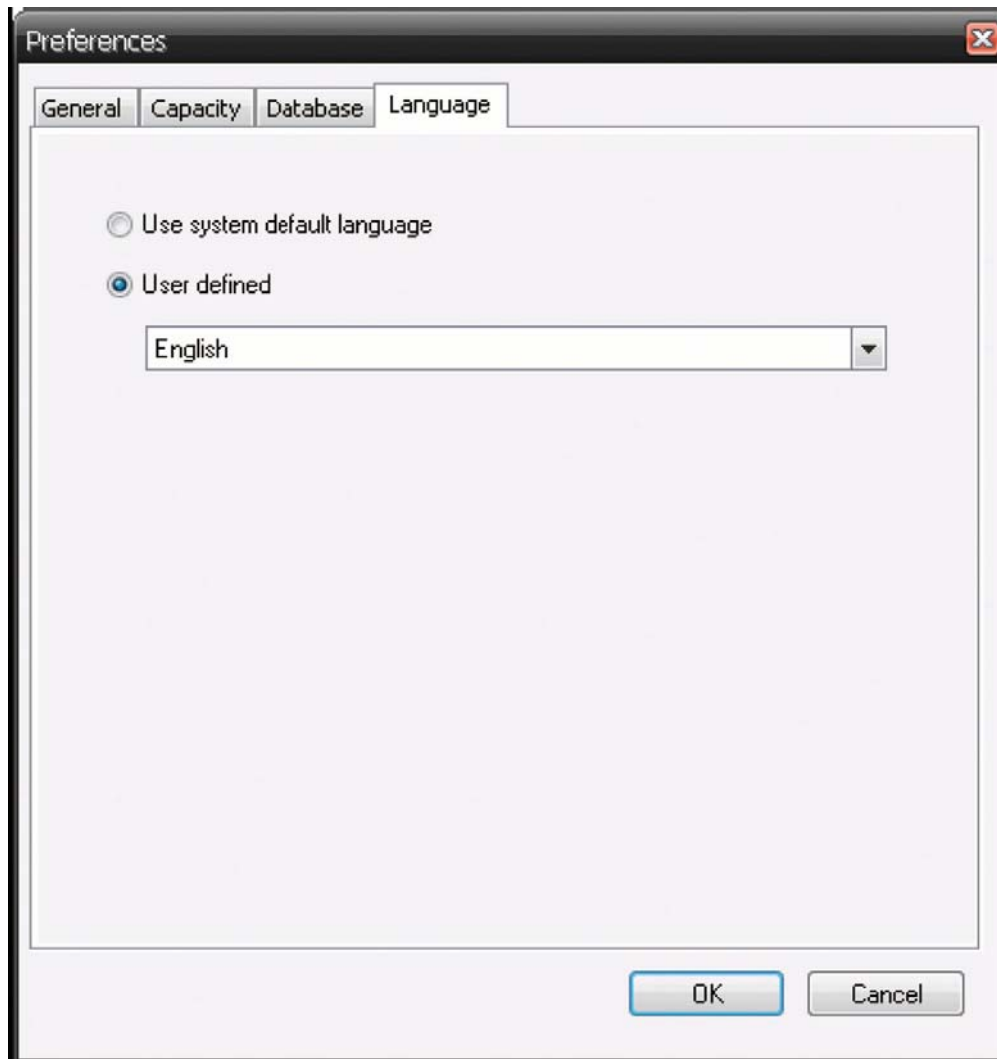 Preferences
General Capacity Database Language
Use system default language
User defined
English
OK Cancel